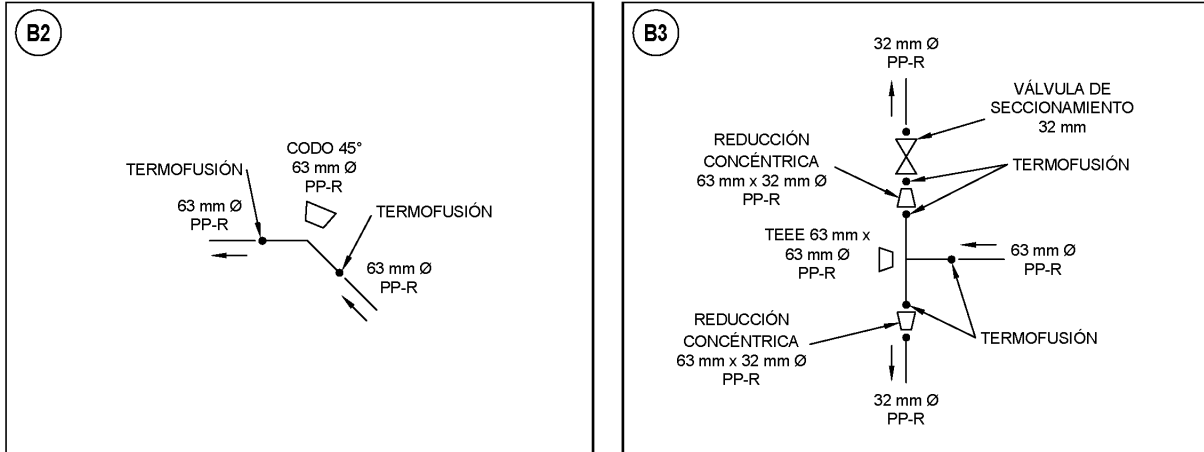 B2
CODO 45°
63 mm Ø
PP-R
TERMOFUSIÓN
63 mm Ø
PP-R
TERMOFUSIÓN
63 mm Ø
PP-R
B3
32 mm Ø
PP-R
VÁLVULA DE
SECCIONAMIENTO
32 mm
REDUCCIÓN
CONCÉNTRICA
63 mm x 32 mm Ø
PP-R
TERMOFUSIÓN
TEEE 63 mm x
63 mm Ø
PP-R
63 mm Ø
PP-R
REDUCCIÓN
CONCÉNTRICA
63 mm x 32 mm Ø
PP-R
TERMOFUSIÓN
32 mm Ø
PP-R